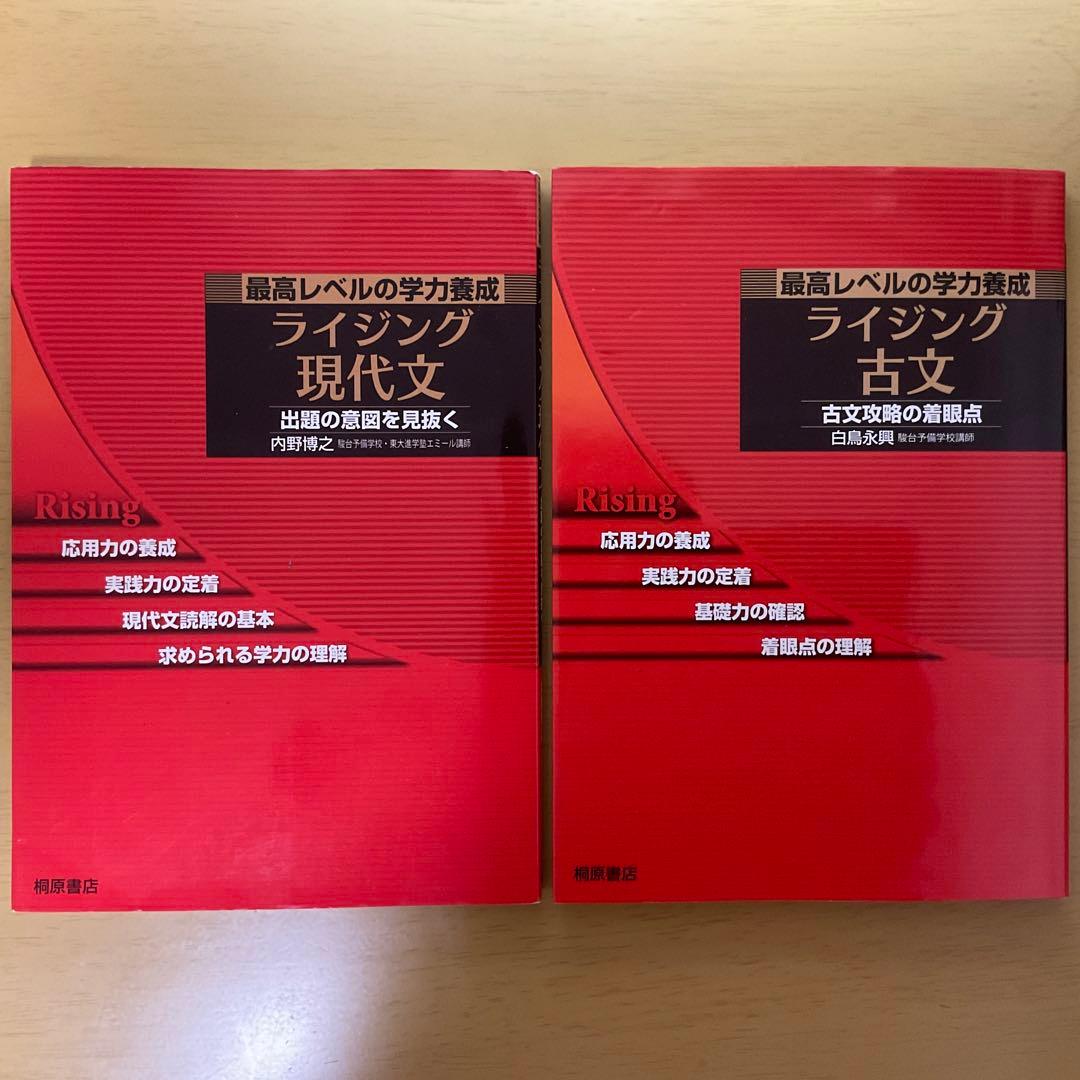 最高レベルの学力養成
ライジング
現代文
出題の意図を見抜く
内野博之 駿台予備学校・東大進学塾エミール講師
Rising
応用力の養成
実践力の定着
現代文読解の基本
求められる学力の理解
桐原書店
最高レベルの学力養成
ライジング
古文
古文攻略の着眼点
白鳥永興 駿台予備学校講師
Rising
応用力の養成
実践力の定着
基礎力の確認
着眼点の理解
桐原書店